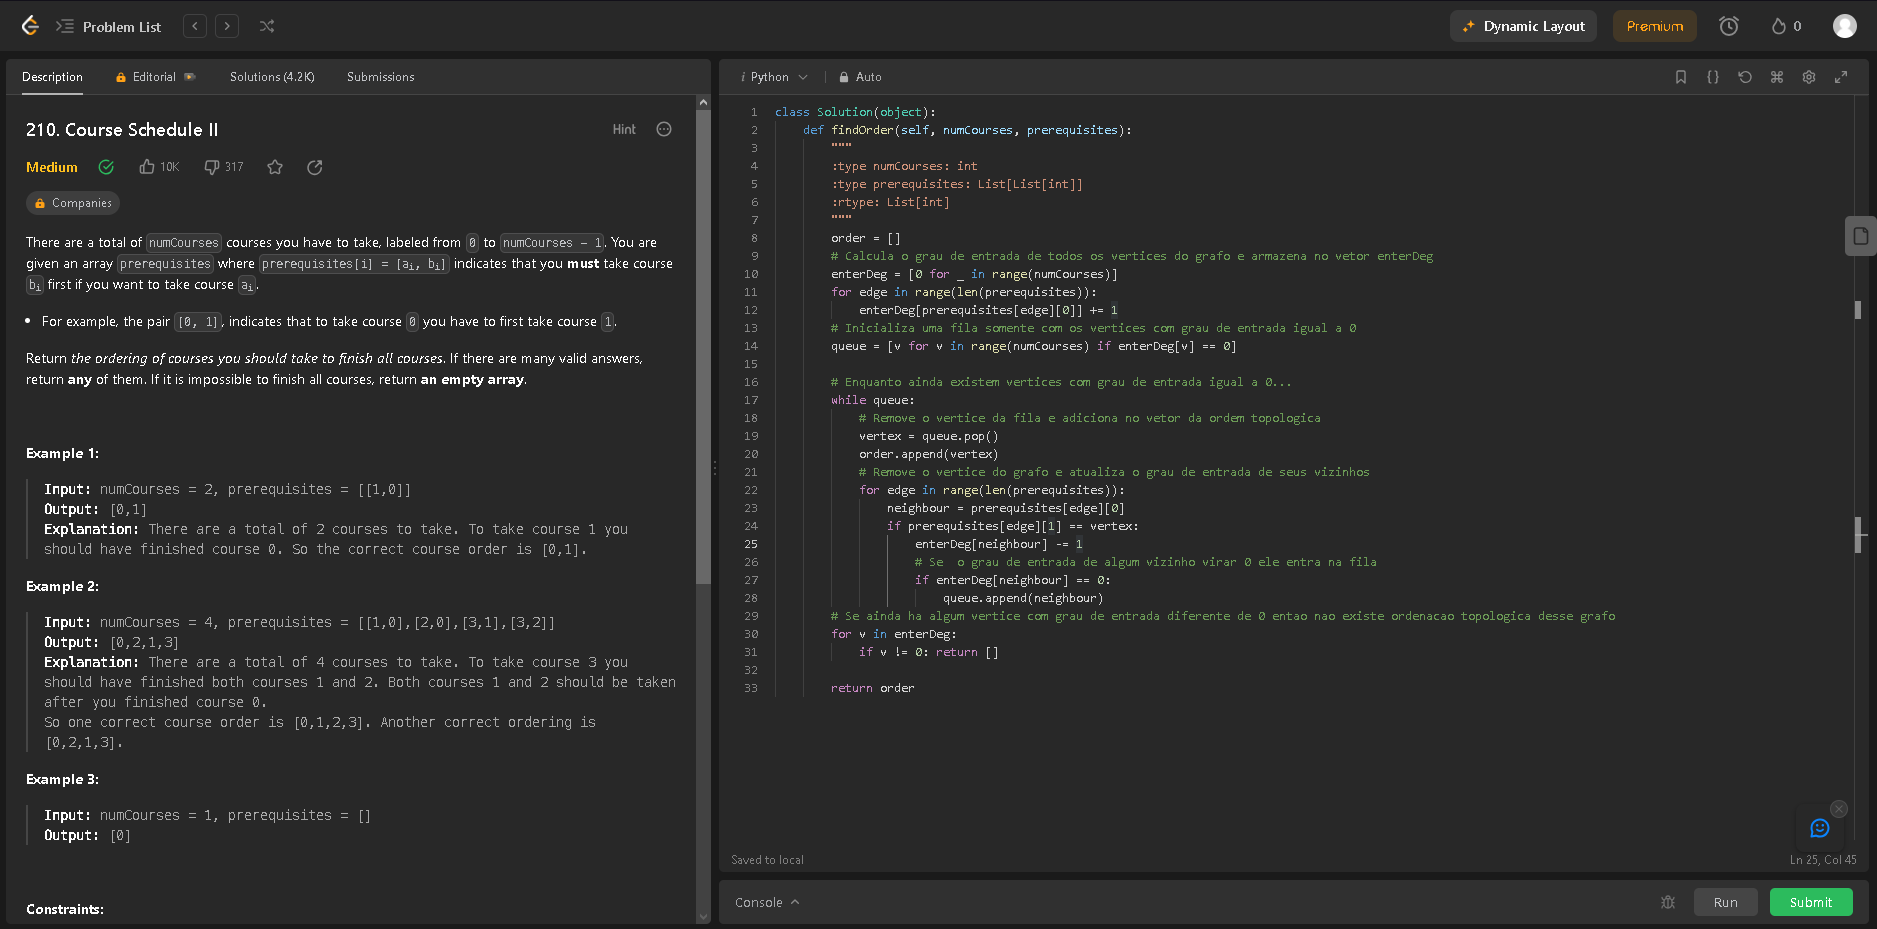 Problem List
Dynamic Layout
Premium
0
Description
Editorial
Solutions (4.2K)
Submissions
210. Course Schedule II
Hint
Medium
10K
317
Companies
There are a total of numCourses courses you have to take, labeled from 0 to numCourses - 1. You are
given an array prerequisites where prerequisites[i] = [ai, bi] indicates that you must take course
bi first if you want to take course ai.
• For example, the pair [0, 1], indicates that to take course 0 you have to first take course 1.
Return the ordering of courses you should take to finish all courses. If there are many valid answers,
return any of them. If it is impossible to finish all courses, return an empty array.
Example 1:
Input: numCourses = 2, prerequisites = [[1,0]]
Output: [0,1]
Explanation: There are a total of 2 courses to take. To take course 1 you
should have finished course 0. So the correct course order is [0,1].
Example 2:
Input: numCourses = 4, prerequisites = [[1,0],[2,0],[3,1],[3,2]]
Output: [0,2,1,3]
Explanation: There are a total of 4 courses to take. To take course 3 you
should have finished both courses 1 and 2. Both courses 1 and 2 should be taken
after you finished course 0.
So one correct course order is [0,1,2,3]. Another correct ordering is
[0,2,1,3].
Example 3:
Input: numCourses = 1, prerequisites = []
Output: [0]
Constraints:
i Python
Auto
1 class Solution(object):
2     def findOrder(self, numCourses, prerequisites):
3         """
4         :type numCourses: int
5         :type prerequisites: List[List[int]]
6         :rtype: List[int]
7         """
8         order = []
9         # Calcula o grau de entrada de todos os vertices do grafo e armazena no vetor enterDeg
10         enterDeg = [0 for _ in range(numCourses)]
11         for edge in range(len(prerequisites)):
12             enterDeg[prerequisites[edge][0]] += 1
13         # Inicializa uma fila somente com os vertices com grau de entrada igual a 0
14         queue = [v for v in range(numCourses) if enterDeg[v] == 0]
15
16         # Enquanto ainda existem vertices com grau de entrada igual a 0...
17         while queue:
18             # Remove o vertice da fila e adiciona no vetor da ordem topologica
19             vertex = queue.pop()
20             order.append(vertex)
21             # Remove o vertice do grafo e atualiza o grau de entrada de seus vizinhos
22             for edge in range(len(prerequisites)):
23                 neighbour = prerequisites[edge][0]
24                 if prerequisites[edge][1] == vertex:
25                     enterDeg[neighbour] -= 1
26                     # Se  o grau de entrada de algum vizinho virar 0 ele entra na fila
27                     if enterDeg[neighbour] == 0:
28                         queue.append(neighbour)
29         # Se ainda ha algum vertice com grau de entrada diferente de 0 entao nao existe ordenacao topologica desse grafo
30         for v in enterDeg:
31             if v != 0: return []
32
33         return order
Saved to local
Ln 25, Col 45
Console
Run
Submit